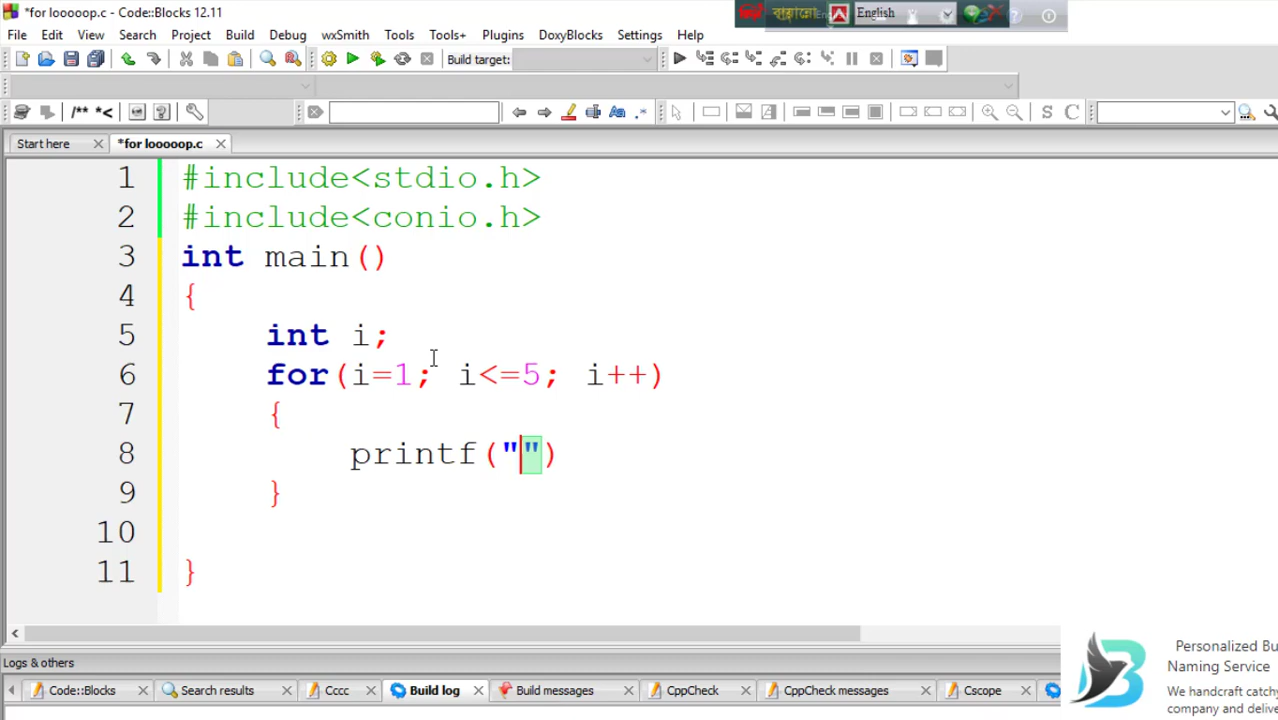 *for looooop.c - Code::Blocks 12.11
বাঙালো English
File Edit View Search Project Build Debug wxSmith Tools Tools+ Plugins DoxyBlocks Settings Help
Build target:
/** *<
Aa .* S C
Start here *for looooop.c
1 #include<stdio.h>
2 #include<conio.h>
3 int main()
4 {
5 int i;
6 for(i=1; i<=5; i++)
7 {
8 printf("")
9 }
10
11 }
Logs & others
Code::Blocks Search results Cccc Build log Build messages CppCheck CppCheck messages Cscope
Personalized Bu
Naming Service
We handcraft catchy
company and delive